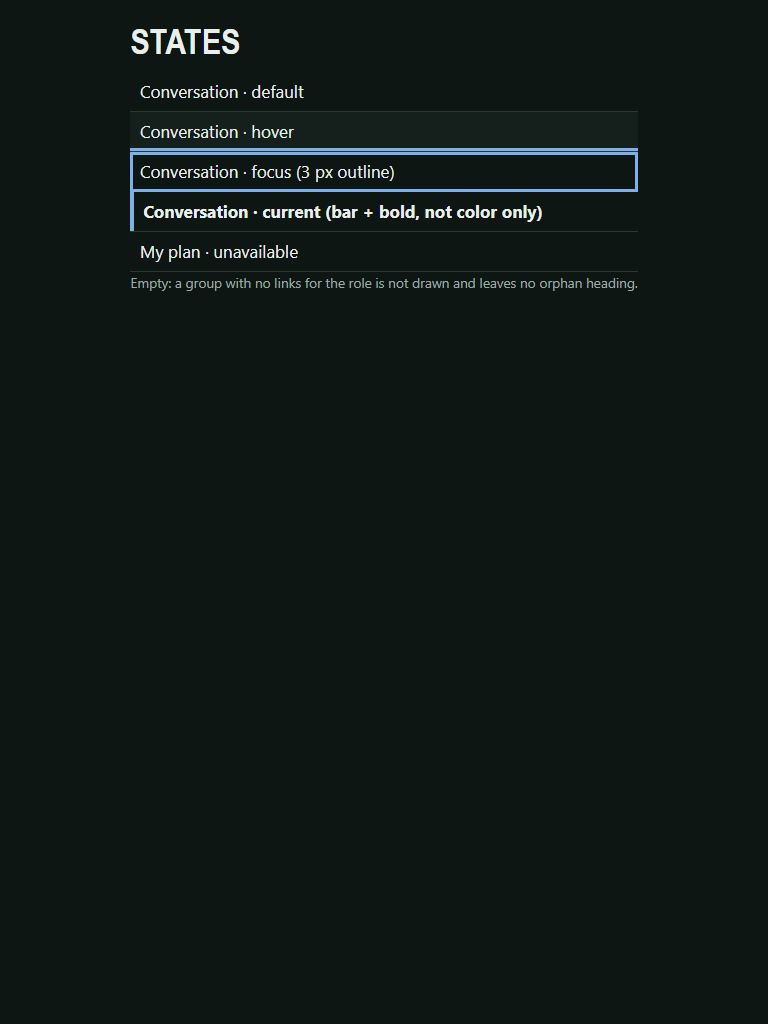 STATES
Conversation · default
Conversation · hover
Conversation · focus (3 px outline)
Conversation · current (bar + bold, not color only)
My plan · unavailable
Empty: a group with no links for the role is not drawn and leaves no orphan heading.